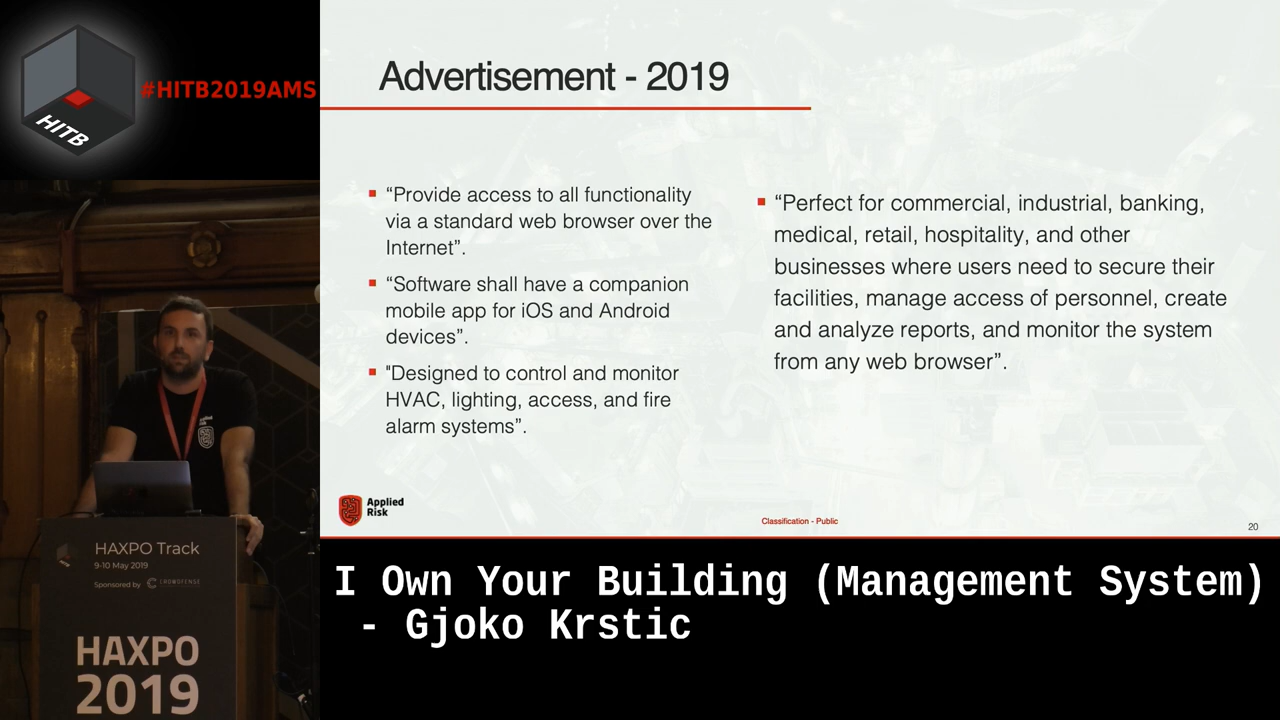 #HITB2019AMS
HITB
Advertisement - 2019
“Provide access to all functionality
via a standard web browser over the
Internet”.
“Software shall have a companion
mobile app for iOS and Android
devices”.
"Designed to control and monitor
HVAC, lighting, access, and fire
alarm systems”.
“Perfect for commercial, industrial, banking,
medical, retail, hospitality, and other
businesses where users need to secure their
facilities, manage access of personnel, create
and analyze reports, and monitor the system
from any web browser”.
Applied
Risk
Classification - Public
20
Applied
Risk
HAXPO Track
9-10 May 2019
Sponsored by CROWDFENSE
HAXPO
2019
I Own Your Building (Management System)
- Gjoko Krstic